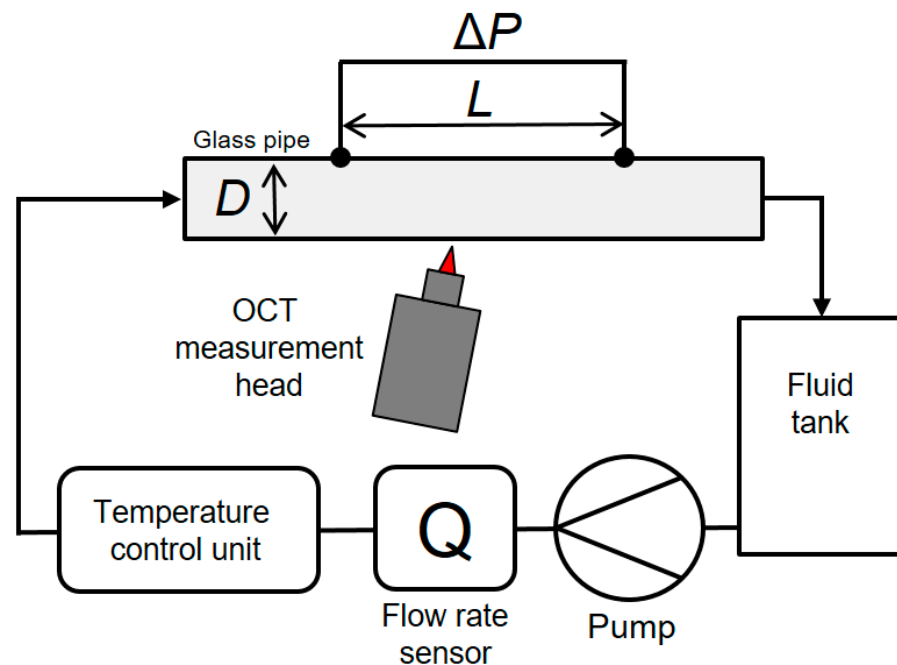 ΔP
L
Glass pipe
D
OCT
measurement
head
Fluid
tank
Temperature
control unit
Q
Flow rate
sensor
Pump